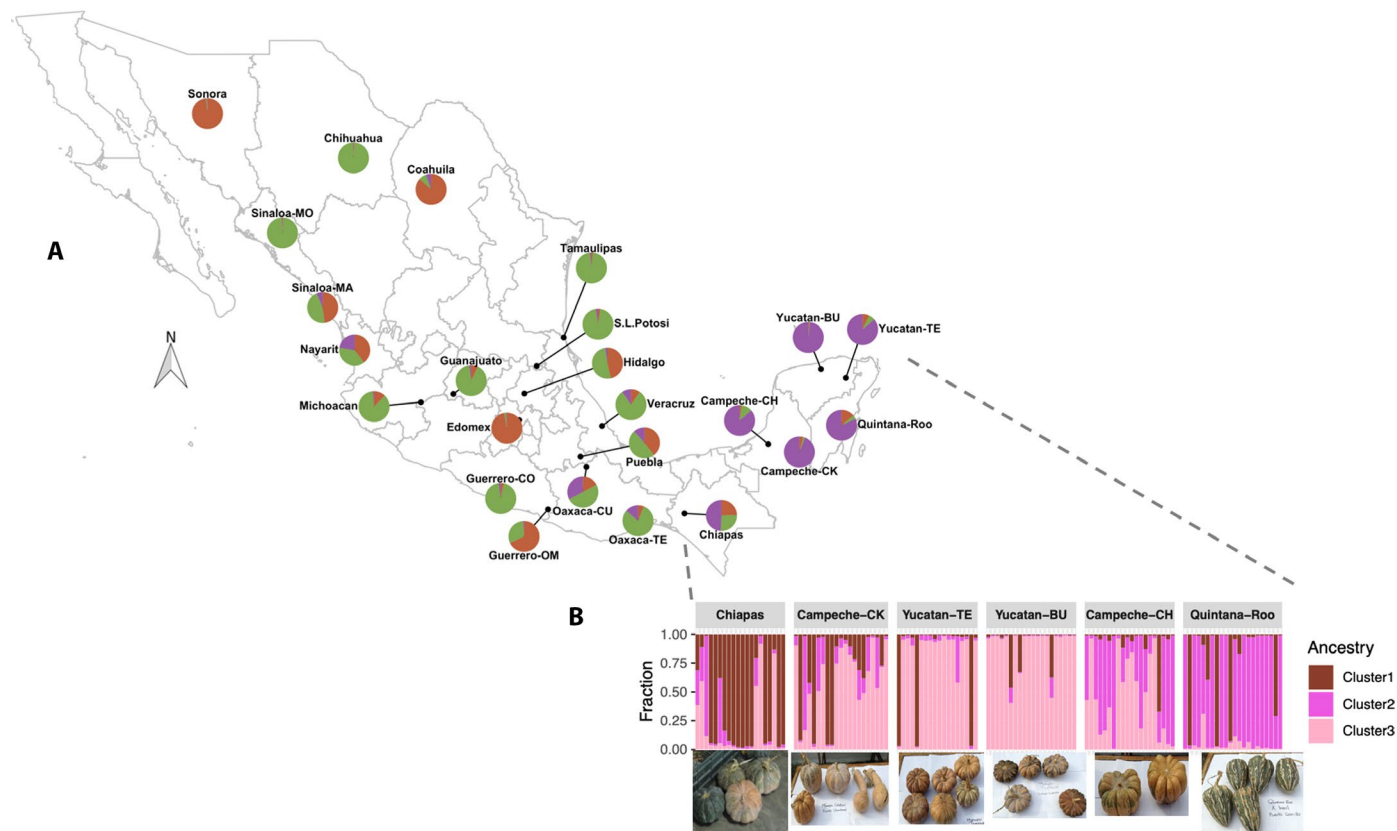 Sonora
Chihuahua
Coahuila
Sinaloa-MO
A
Tamaulipas
Sinaloa-MA
S.L.Potosi
Yucatan-BU
Yucatan-TE
N
Nayarit
Guanajuato
Hidalgo
Michoacan
Veracruz
Campeche-CH
Quintana-Roo
Edomex
Puebla
Campeche-CK
Guerrero-CO
Oaxaca-CU
Oaxaca-TE
Chiapas
Guerrero-OM
B
Chiapas Campeche−CK Yucatan−TE Yucatan−BU Campeche−CH Quintana−Roo
1.00
0.75
0.50
0.25
0.00
Fraction
Ancestry
Cluster1
Cluster2
Cluster3